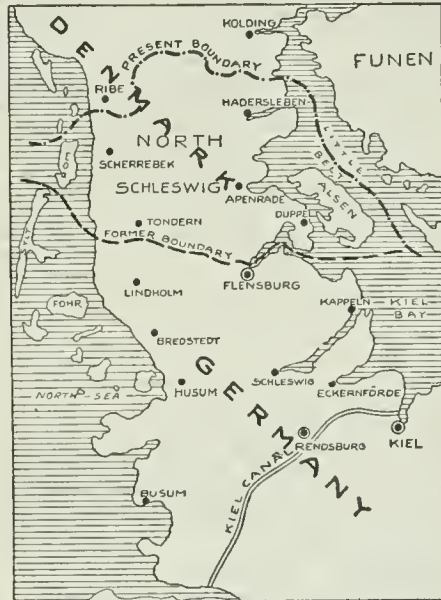 DENMARK
KOLDING
PRESENT BOUNDARY
FUNEN
RIBE
HADERSLEBEN
NORTH
SCHLESWIG
SCHERREBEK
LITTLE
BELT
ALSEN
APENRADE
DUPPEL
TONDERN
FORMER BOUNDARY
FLENSBURG
LINDHOLM
KAPPELN
KIEL
BAY
FOHR
BREDSTEDT
GERMANY
SCHLESWIG
ECKERNFÖRDE
NORTH SEA
HUSUM
RENDSBURG
KIEL
KIEL CANAL
BUSUM